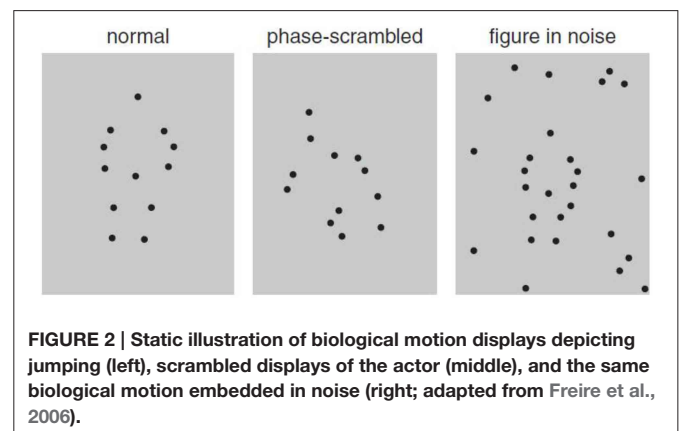 normal
phase-scrambled
figure in noise
FIGURE 2 | Static illustration of biological motion displays depicting
jumping (left), scrambled displays of the actor (middle), and the same
biological motion embedded in noise (right; adapted from Freire et al.,
2006).